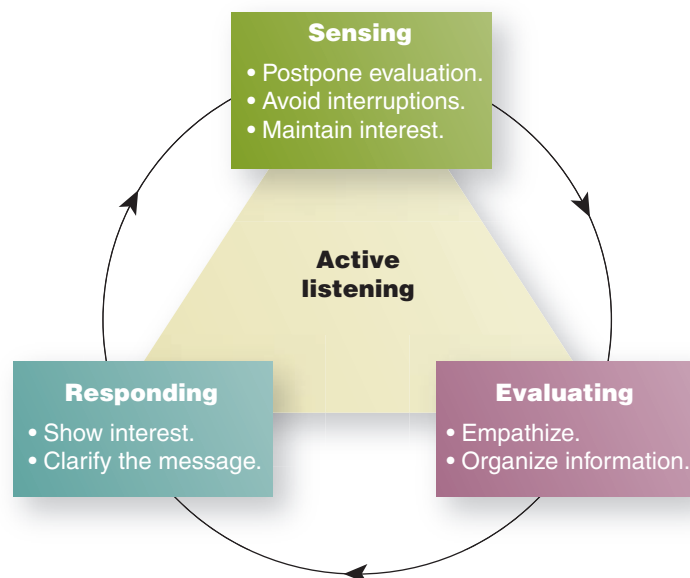 Sensing
• Postpone evaluation.
• Avoid interruptions.
• Maintain interest.
Active
listening
Responding
• Show interest.
• Clarify the message.
Evaluating
• Empathize.
• Organize information.